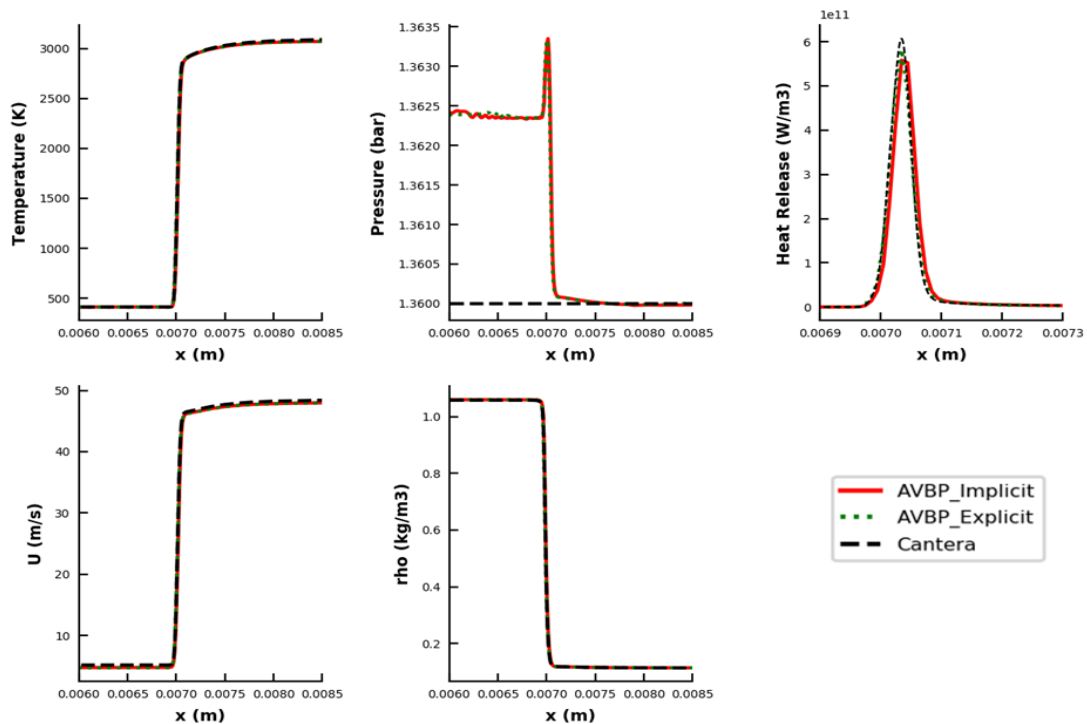 Temperature (K)
3000
2500
2000
1500
1000
500
0.0060 0.0065 0.0070 0.0075 0.0080 0.0085
x (m)
Pressure (bar)
1.3635
1.3630
1.3625
1.3620
1.3615
1.3610
1.3605
1.3600
0.0060 0.0065 0.0070 0.0075 0.0080 0.0085
x (m)
1e11
Heat Release (W/m3)
6
5
4
3
2
1
0
0.0069 0.0070 0.0071 0.0072 0.0073
x (m)
U (m/s)
50
40
30
20
10
0.0060 0.0065 0.0070 0.0075 0.0080 0.0085
x (m)
rho (kg/m3)
1.0
0.8
0.6
0.4
0.2
0.0060 0.0065 0.0070 0.0075 0.0080 0.0085
x (m)
AVBP_Implicit
AVBP_Explicit
Cantera